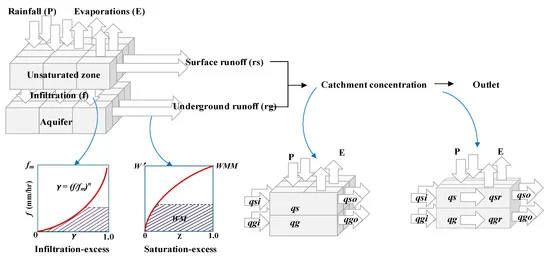 Rainfall (P) Evaporations (E)
Unsaturated zone
Surface runoff (rs)
Infiltration (f)
Underground runoff (rg)
Aquifer
Catchment concentration
Outlet
fm
f (mm/hr)
γ = (f/fm)ⁿ
0 γ 1.0
Infiltration-excess
W' WMM
WM
0 χ 1.0
Saturation-excess
P E
qsi qs qso
qgi qg qgo
P E
qsi qs qsr qso
qgi qg qgr qgo